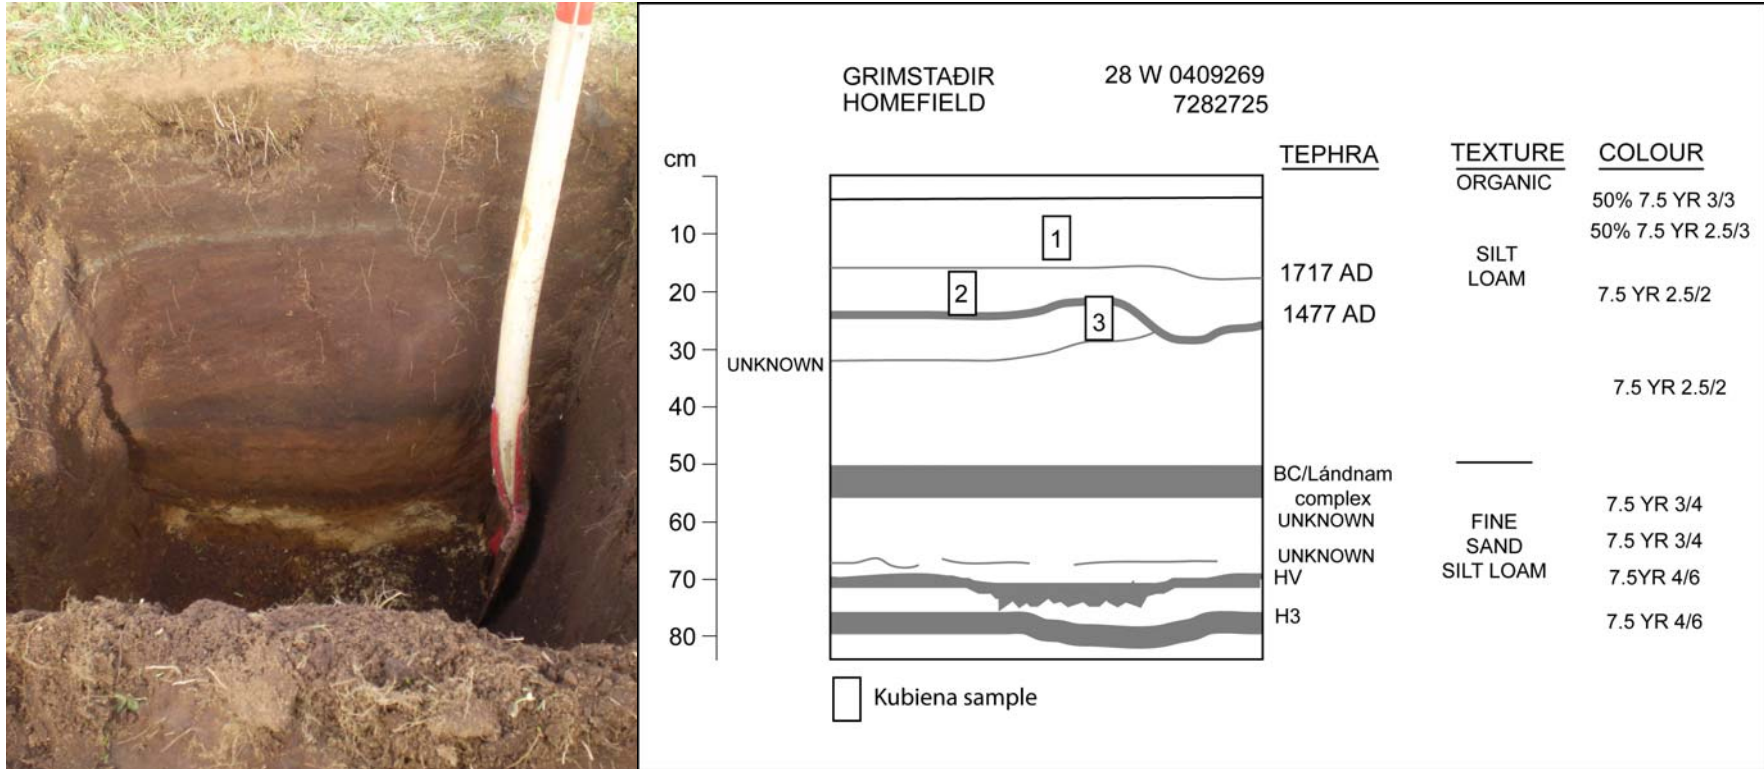 GRIMSTAÐIR 28 W 0409269
HOMEFIELD 7282725
cm
TEPHRA TEXTURE COLOUR
ORGANIC
50% 7.5 YR 3/3
10
1
50% 7.5 YR 2.5/3
SILT
LOAM
1717 AD
20
2
7.5 YR 2.5/2
3
1477 AD
30
UNKNOWN
7.5 YR 2.5/2
40
50
BC/Lándnam
complex
7.5 YR 3/4
60
UNKNOWN
FINE
SAND
SILT LOAM
7.5 YR 3/4
UNKNOWN
70
HV
7.5YR 4/6
H3
7.5 YR 4/6
80
Kubiena sample